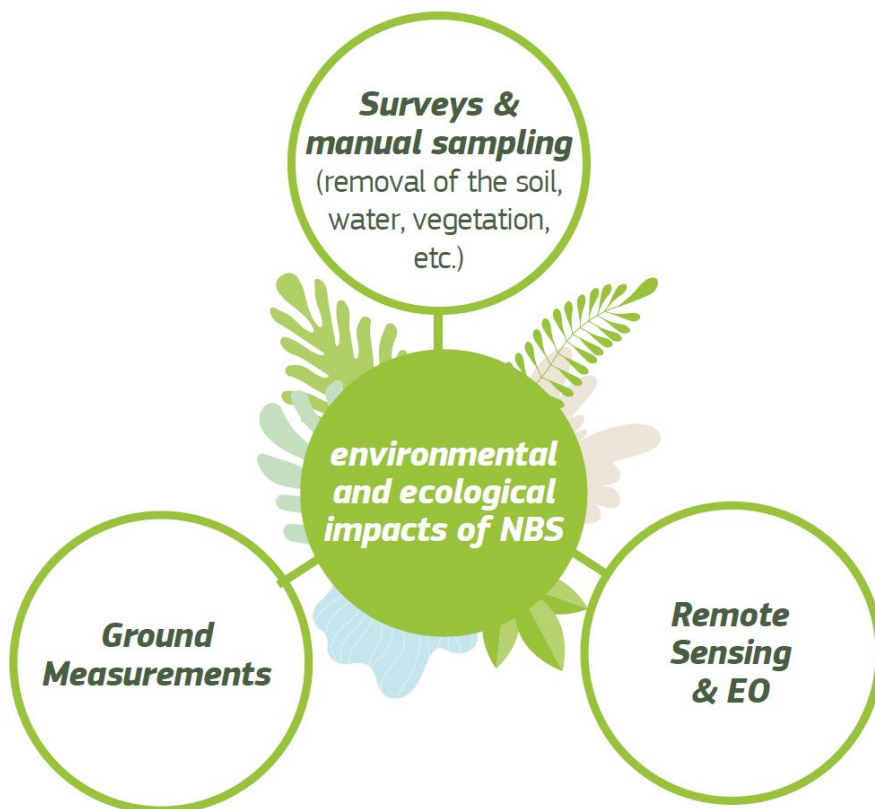 Surveys &
manual sampling
(removal of the soil,
water, vegetation,
etc.)
environmental
and ecological
impacts of NBS
Ground
Measurements
Remote
Sensing
& EO